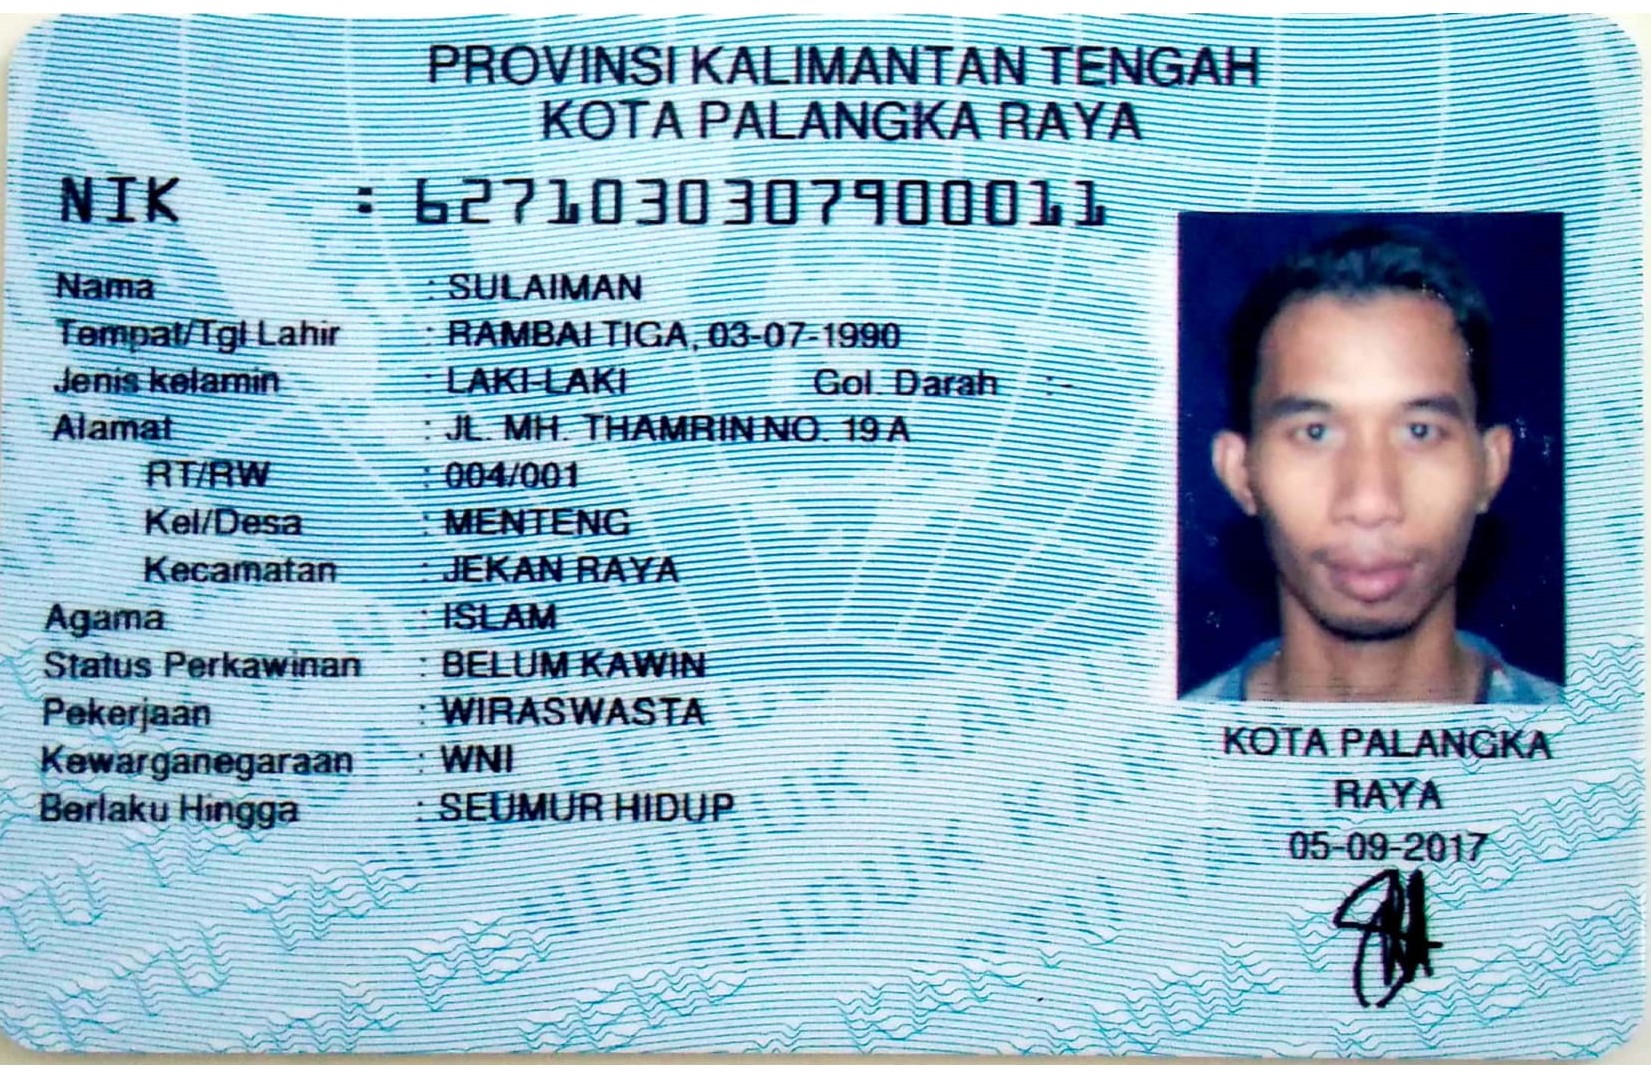 PROVINSI KALIMANTAN TENGAH
KOTA PALANGKA RAYA
NIK : 6271030307900011
Nama : SULAIMAN
Tempat/Tgl Lahir : RAMBAI TIGA, 03-07-1990
Jenis kelamin : LAKI-LAKI Gol. Darah : -
Alamat : JL. MH. THAMRIN NO. 19 A
RT/RW : 004/001
Kel/Desa : MENTENG
Kecamatan : JEKAN RAYA
Agama : ISLAM
Status Perkawinan : BELUM KAWIN
Pekerjaan : WIRASWASTA
Kewarganegaraan : WNI
Berlaku Hingga : SEUMUR HIDUP
KOTA PALANGKA
RAYA
05-09-2017